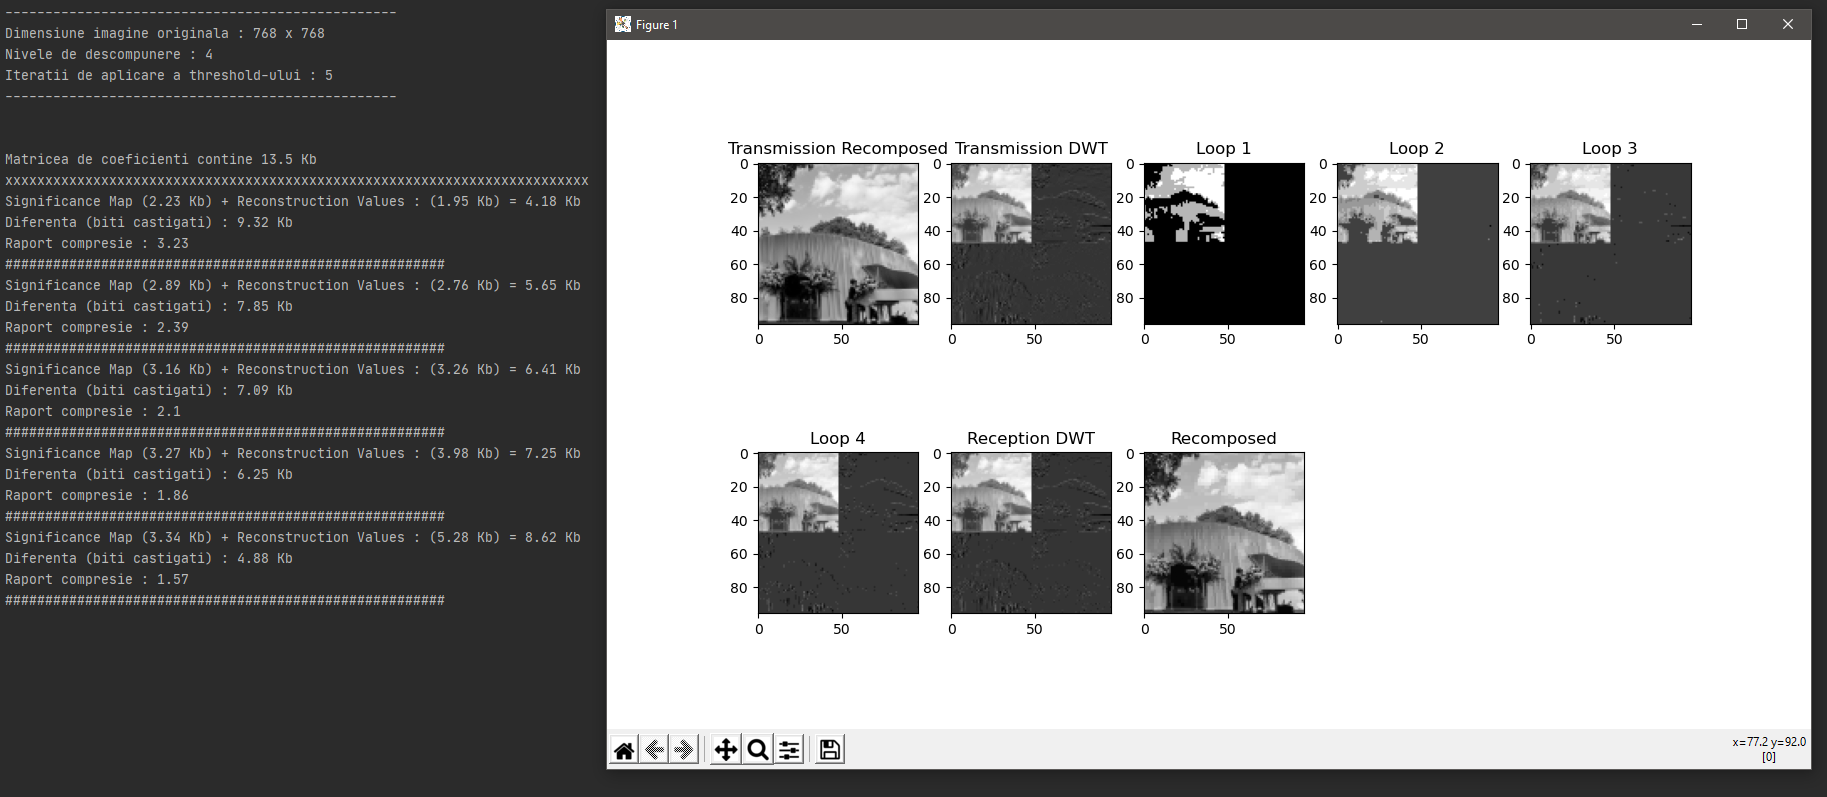 -------------------------------------------------
Dimensiune imagine originala : 768 x 768
Nivele de descompunere : 4
Iteratii de aplicare a threshold-ului : 5
-------------------------------------------------
Matricea de coeficienti contine 13.5 Kb
xxxxxxxxxxxxxxxxxxxxxxxxxxxxxxxxxxxxxxxxxxxxxxxxxxxxxxxxxxxxxxxxxxxxxxxxx
Significance Map (2.23 Kb) + Reconstruction Values : (1.95 Kb) = 4.18 Kb
Diferenta (biti castigati) : 9.32 Kb
Raport compresie : 3.23
#######################################################
Significance Map (2.89 Kb) + Reconstruction Values : (2.76 Kb) = 5.65 Kb
Diferenta (biti castigati) : 7.85 Kb
Raport compresie : 2.39
#######################################################
Significance Map (3.16 Kb) + Reconstruction Values : (3.26 Kb) = 6.41 Kb
Diferenta (biti castigati) : 7.09 Kb
Raport compresie : 2.1
#######################################################
Significance Map (3.27 Kb) + Reconstruction Values : (3.98 Kb) = 7.25 Kb
Diferenta (biti castigati) : 6.25 Kb
Raport compresie : 1.86
#######################################################
Significance Map (3.34 Kb) + Reconstruction Values : (5.28 Kb) = 8.62 Kb
Diferenta (biti castigati) : 4.88 Kb
Raport compresie : 1.57
#######################################################
Figure 1
Transmission Recomposed Transmission DWT Loop 1 Loop 2 Loop 3
0 0 0 0 0
20 20 20 20 20
40 40 40 40 40
60 60 60 60 60
80 80 80 80 80
0 50 0 50 0 50 0 50 0 50
Loop 4 Reception DWT Recomposed
0 0 0
20 20 20
40 40 40
60 60 60
80 80 80
0 50 0 50 0 50
x=77.2 y=92.0
[0]